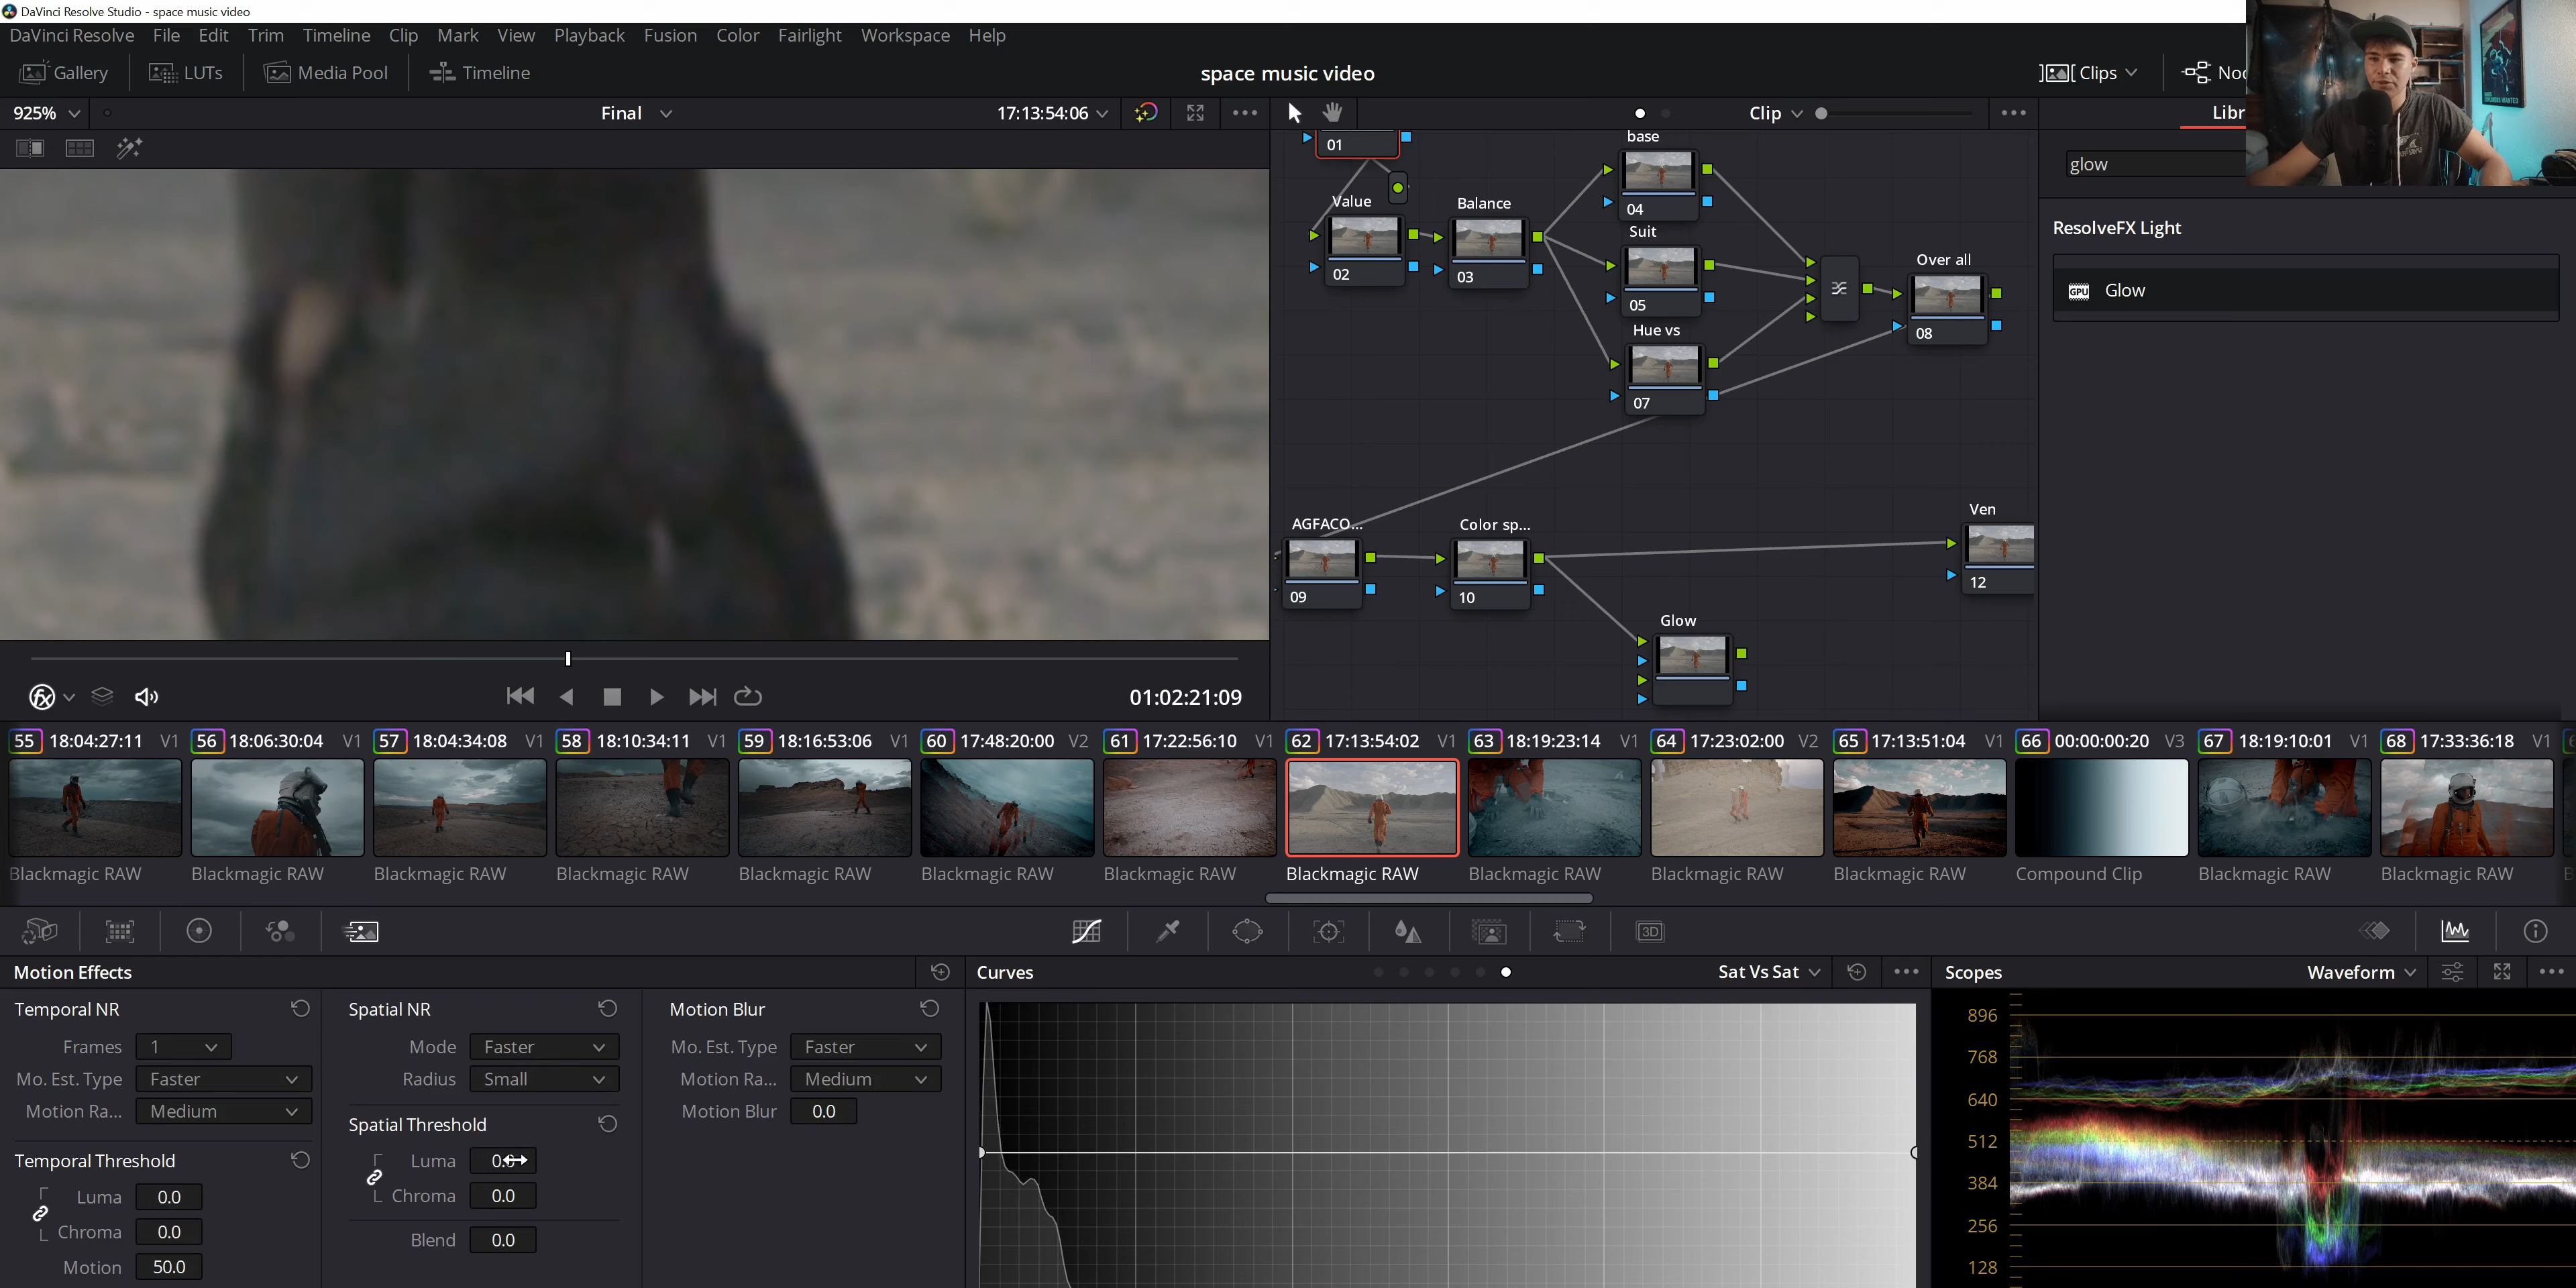 DaVinci Resolve Studio - space music video
DaVinci Resolve File Edit Trim Timeline Clip Mark View Playback Fusion Color Fairlight Workspace Help
Gallery LUTs Media Pool Timeline space music video Clips
925% Final 17:13:54:06 Clip
glow
ResolveFX Light
GPU Glow
01
base
04
Value
02
Balance
03
Suit
05
Hue vs
07
Over all
08
AGFACO...
09
Color sp...
10
Ven
12
Glow
01:02:21:09
55 18:04:27:11 V1 56 18:06:30:04 V1 57 18:04:34:08 V1 58 18:10:34:11 V1 59 18:16:53:06 V1 60 17:48:20:00 V2 61 17:22:56:10 V1 62 17:13:54:02 V1 63 18:19:23:14 V1 64 17:23:02:00 V2 65 17:13:51:04 V1 66 00:00:00:20 V3 67 18:19:10:01 V1 68 17:33:36:18 V1
Blackmagic RAW Blackmagic RAW Blackmagic RAW Blackmagic RAW Blackmagic RAW Blackmagic RAW Blackmagic RAW Blackmagic RAW Blackmagic RAW Blackmagic RAW Blackmagic RAW Compound Clip Blackmagic RAW Blackmagic RAW
3D
Motion Effects
Temporal NR
Frames 1
Mo. Est. Type Faster
Motion Ra... Medium
Temporal Threshold
Luma 0.0
Chroma 0.0
Motion 50.0
Spatial NR
Mode Faster
Radius Small
Spatial Threshold
Luma
Chroma 0.0
Blend 0.0
Motion Blur
Mo. Est. Type Faster
Motion Ra... Medium
Motion Blur 0.0
Curves Sat Vs Sat
Scopes Waveform
896
768
640
512
384
256
128